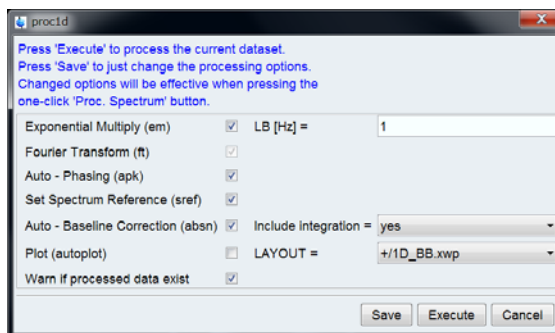 proc1d
Press 'Execute' to process the current dataset.
Press 'Save' to just change the processing options.
Changed options will be effective when pressing the
one-click 'Proc. Spectrum' button.
Exponential Multiply (em) LB [Hz] = 1
Fourier Transform (ft)
Auto - Phasing (apk)
Set Spectrum Reference (sref)
Auto - Baseline Correction (absn) Include integration = yes
Plot (autoplot) LAYOUT = +/1D_BB.xwp
Warn if processed data exist
Save Execute Cancel